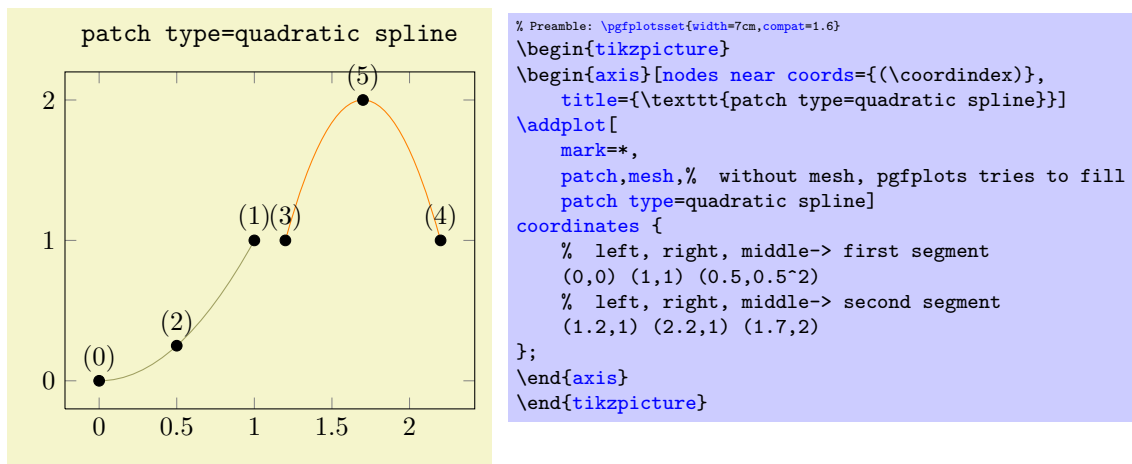 patch type=quadratic spline
(5)
2
(1)(3)
(4)
1
(2)
(0)
0
0 0.5 1 1.5 2
% Preamble: \pgfplotsset{width=7cm,compat=1.6}
\begin{tikzpicture}
\begin{axis}[nodes near coords={(\coordindex)},
    title={\texttt{patch type=quadratic spline}}]
\addplot[
    mark=*,
    patch,mesh,%  without mesh, pgfplots tries to fill
    patch type=quadratic spline]
coordinates {
    %  left, right, middle-> first segment
    (0,0) (1,1) (0.5,0.5^2)
    %  left, right, middle-> second segment
    (1.2,1) (2.2,1) (1.7,2)
};
\end{axis}
\end{tikzpicture}